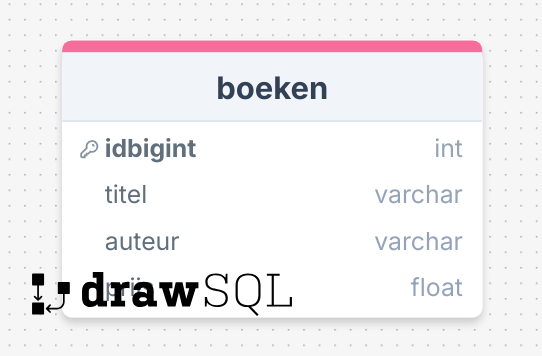 boeken
idbigint int
titel varchar
auteur varchar
float
drawSQL